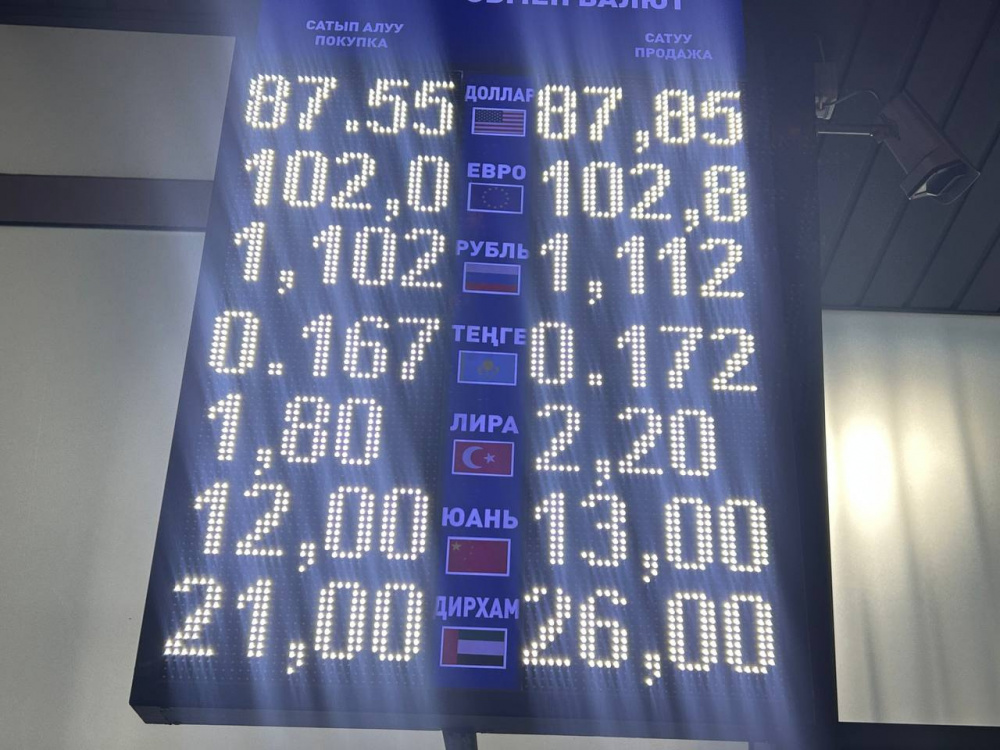 ОБМЕН ВАЛЮТ
САТЫП АЛУУ
ПОКУПКА
САТУУ
ПРОДАЖА
87.55 ДОЛЛАР 87,85
102,0 ЕВРО 102,8
1,102 РУБЛЬ 1,112
0.167 ТЕҢГЕ 0.172
1,80 ЛИРА 2,20
12,00 ЮАНЬ 13,00
21,00 ДИРХАМ 26,00